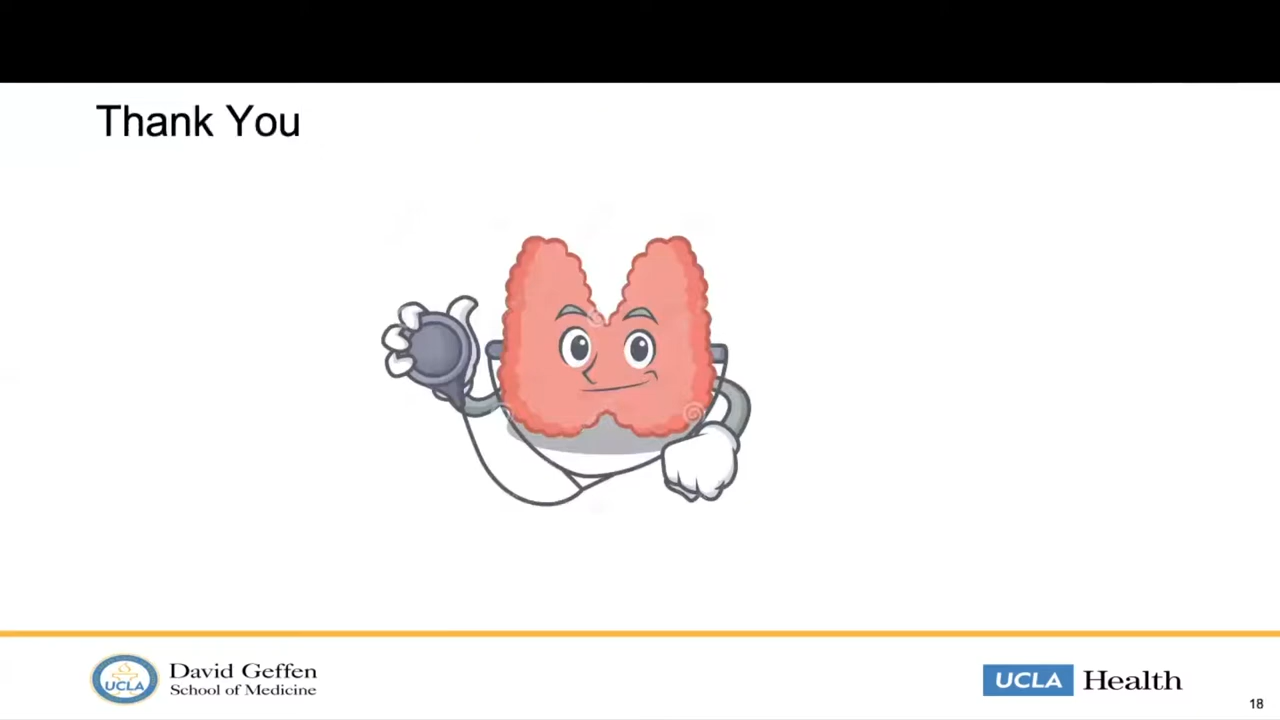 Thank You
UCLA
David Geffen
School of Medicine
UCLA Health
18